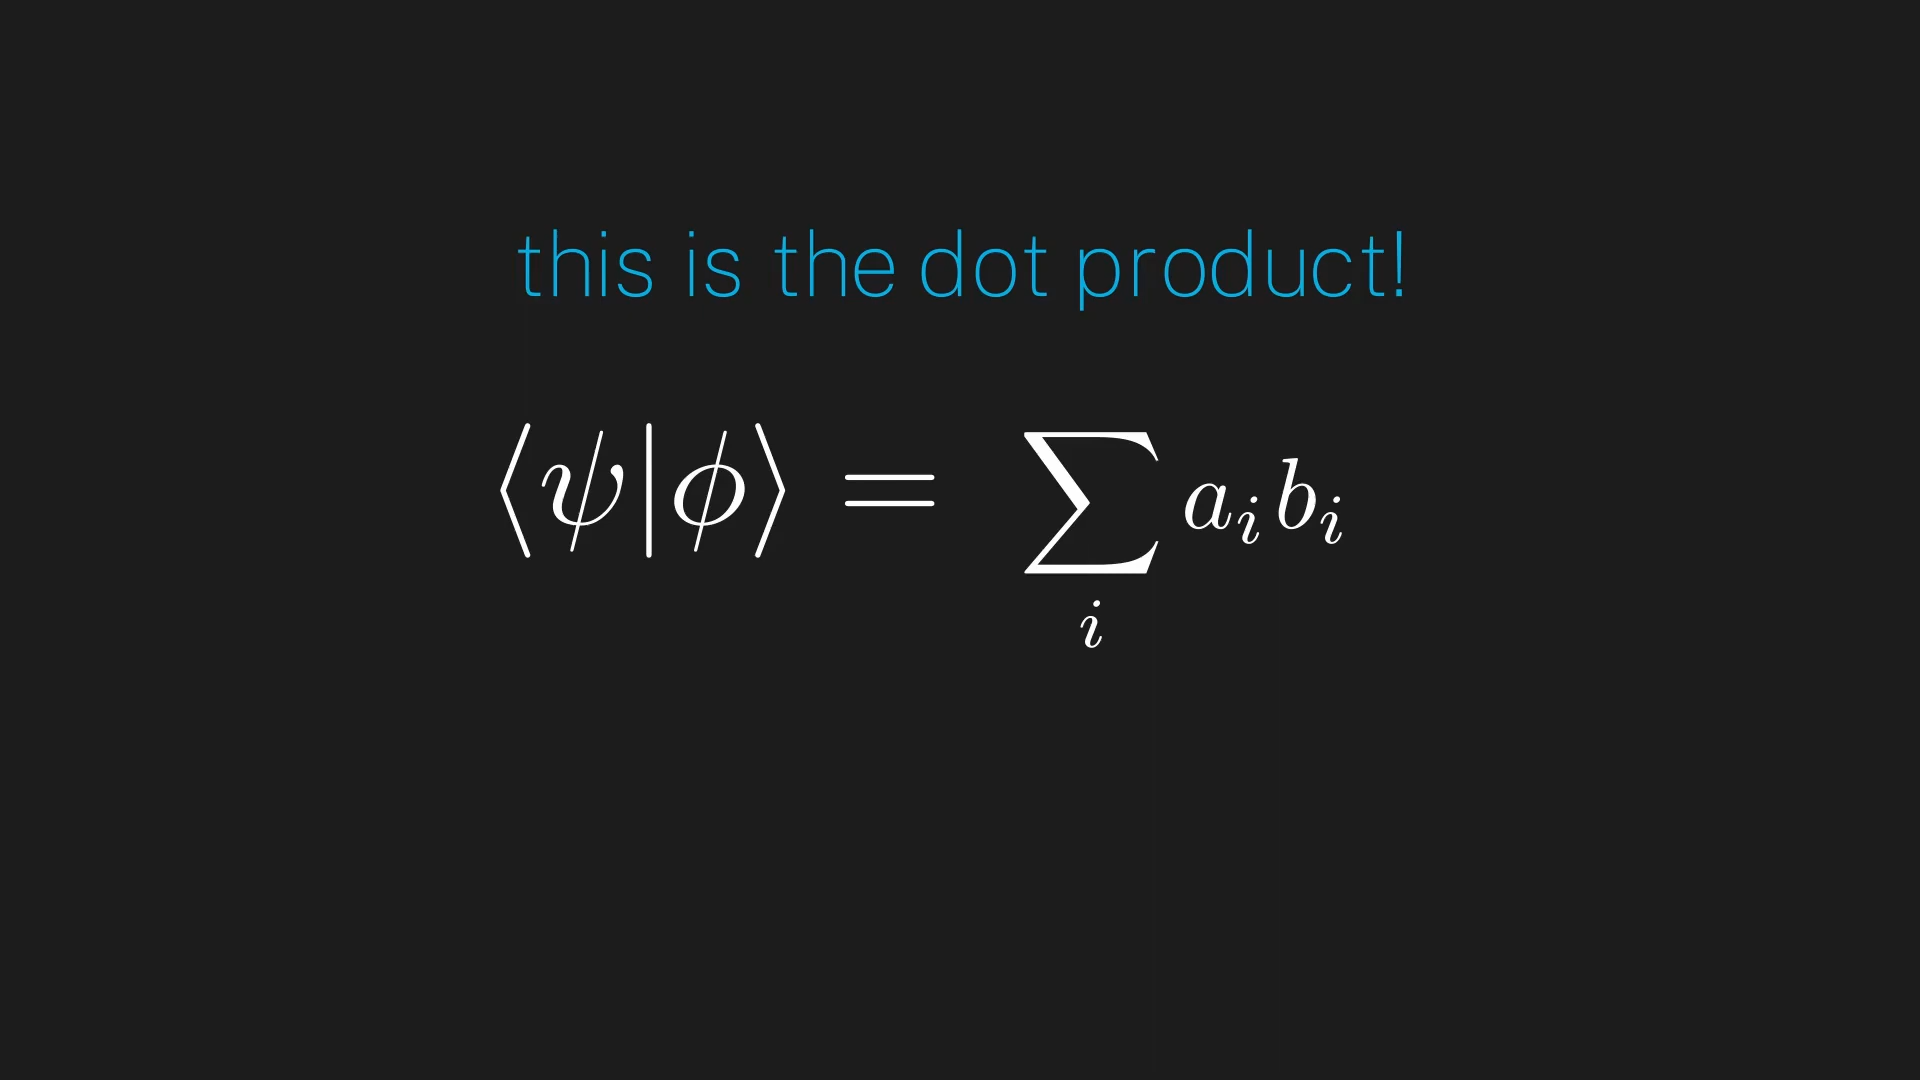 this is the dot product!
⟨ψ|ϕ⟩ = ∑ aᵢbᵢ
i